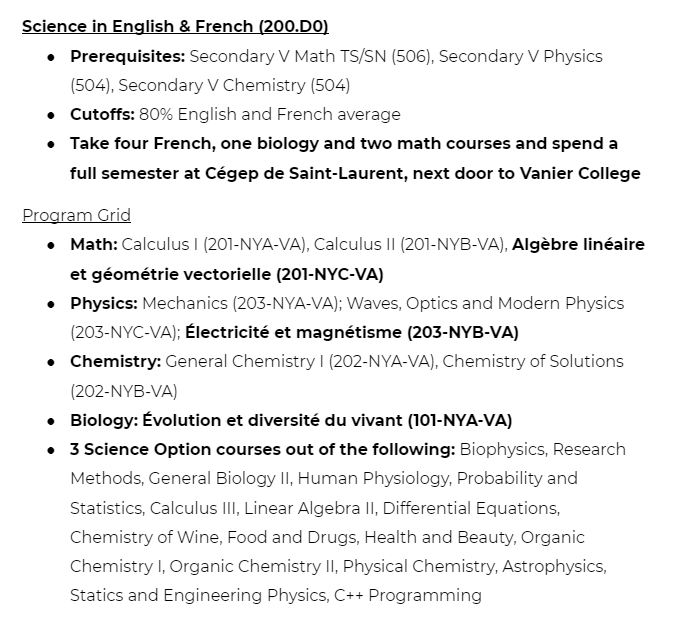 Science in English & French (200.D0)
● Prerequisites: Secondary V Math TS/SN (506), Secondary V Physics
(504), Secondary V Chemistry (504)
● Cutoffs: 80% English and French average
● Take four French, one biology and two math courses and spend a
full semester at Cégep de Saint-Laurent, next door to Vanier College
Program Grid
● Math: Calculus I (201-NYA-VA), Calculus II (201-NYB-VA), Algèbre linéaire
et géométrie vectorielle (201-NYC-VA)
● Physics: Mechanics (203-NYA-VA); Waves, Optics and Modern Physics
(203-NYC-VA); Électricité et magnétisme (203-NYB-VA)
● Chemistry: General Chemistry I (202-NYA-VA), Chemistry of Solutions
(202-NYB-VA)
● Biology: Évolution et diversité du vivant (101-NYA-VA)
● 3 Science Option courses out of the following: Biophysics, Research
Methods, General Biology II, Human Physiology, Probability and
Statistics, Calculus III, Linear Algebra II, Differential Equations,
Chemistry of Wine, Food and Drugs, Health and Beauty, Organic
Chemistry I, Organic Chemistry II, Physical Chemistry, Astrophysics,
Statics and Engineering Physics, C++ Programming